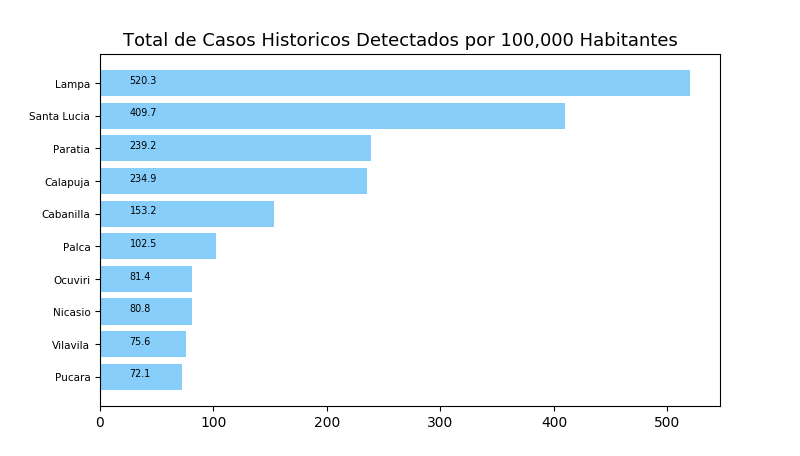 Total de Casos Historicos Detectados por 100,000 Habitantes
Lampa 520.3
Santa Lucia 409.7
Paratia 239.2
Calapuja 234.9
Cabanilla 153.2
Palca 102.5
Ocuviri 81.4
Nicasio 80.8
Vilavila 75.6
Pucara 72.1
0 100 200 300 400 500